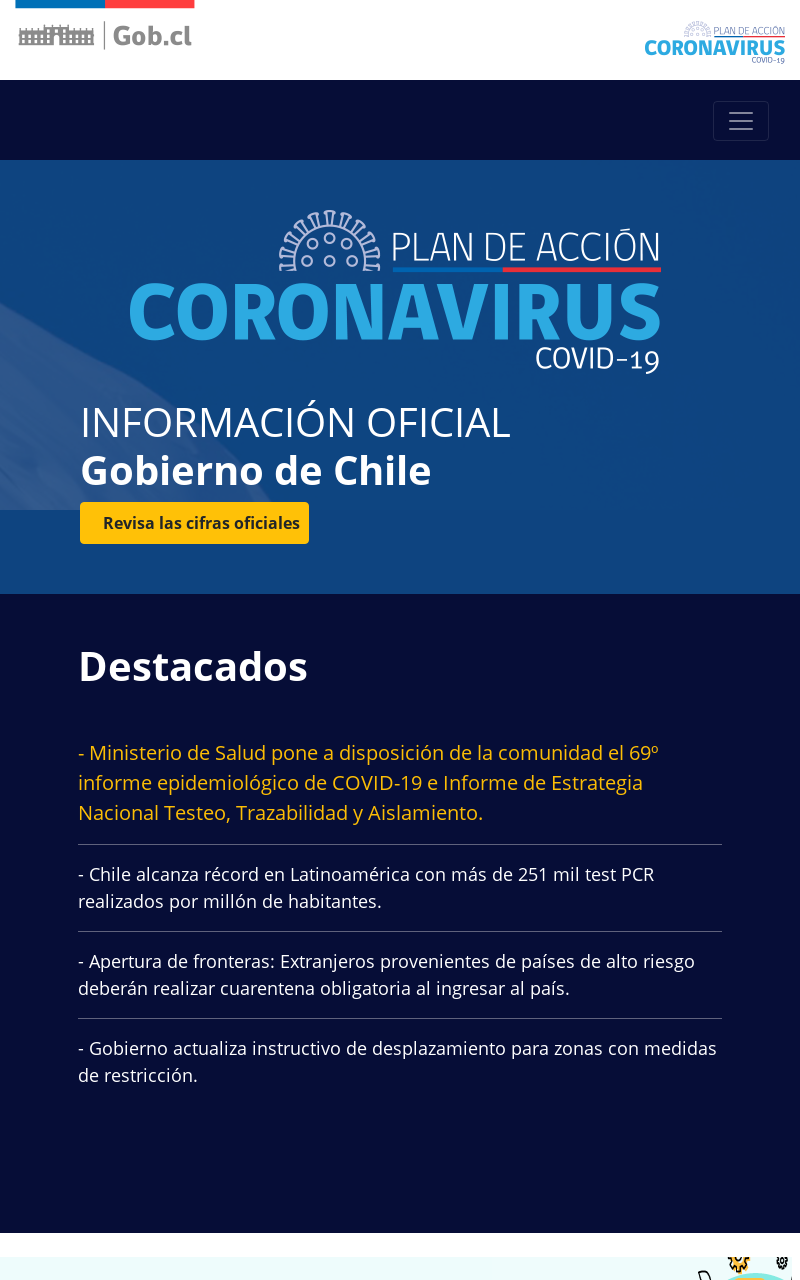 Gob.cl
PLAN DE ACCIÓN
CORONAVIRUS
COVID-19
PLAN DE ACCIÓN
CORONAVIRUS
COVID-19
INFORMACIÓN OFICIAL
Gobierno de Chile
Revisa las cifras oficiales
Destacados
- Ministerio de Salud pone a disposición de la comunidad el 69º
informe epidemiológico de COVID-19 e Informe de Estrategia
Nacional Testeo, Trazabilidad y Aislamiento.
- Chile alcanza récord en Latinoamérica con más de 251 mil test PCR
realizados por millón de habitantes.
- Apertura de fronteras: Extranjeros provenientes de países de alto riesgo
deberán realizar cuarentena obligatoria al ingresar al país.
- Gobierno actualiza instructivo de desplazamiento para zonas con medidas
de restricción.